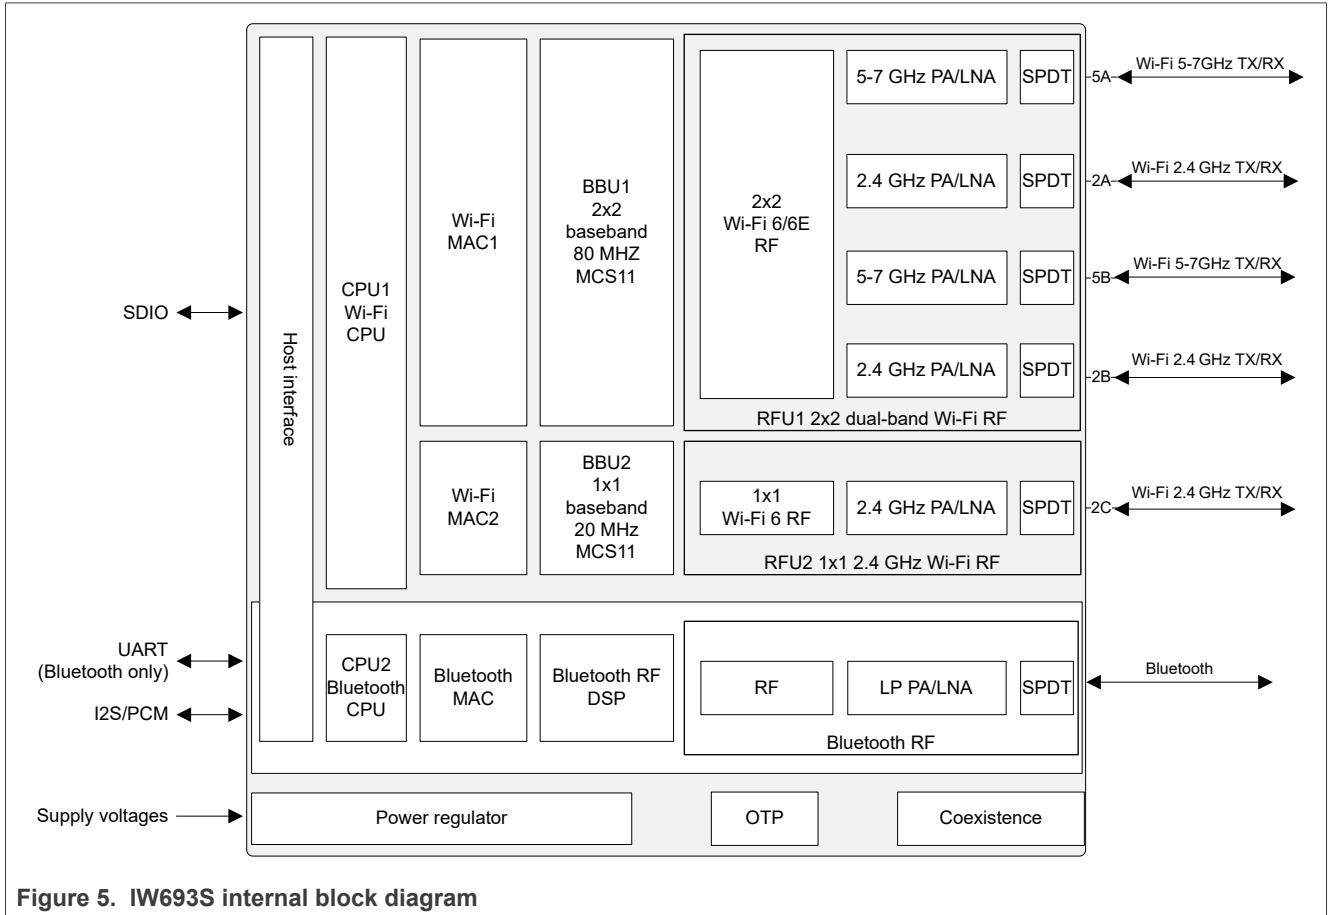 SDIO
UART
(Bluetooth only)
I2S/PCM
Supply voltages
Host interface
CPU1
Wi-Fi
CPU
Wi-Fi
MAC1
BBU1
2x2
baseband
80 MHZ
MCS11
2x2
Wi-Fi 6/6E
RF
5-7 GHz PA/LNA
SPDT
5A
Wi-Fi 5-7GHz TX/RX
2.4 GHz PA/LNA
SPDT
2A
Wi-Fi 2.4 GHz TX/RX
5-7 GHz PA/LNA
SPDT
5B
Wi-Fi 5-7GHz TX/RX
2.4 GHz PA/LNA
SPDT
2B
Wi-Fi 2.4 GHz TX/RX
RFU1 2x2 dual-band Wi-Fi RF
Wi-Fi
MAC2
BBU2
1x1
baseband
20 MHz
MCS11
1x1
Wi-Fi 6 RF
2.4 GHz PA/LNA
SPDT
2C
Wi-Fi 2.4 GHz TX/RX
RFU2 1x1 2.4 GHz Wi-Fi RF
CPU2
Bluetooth
CPU
Bluetooth
MAC
Bluetooth RF
DSP
RF
LP PA/LNA
SPDT
Bluetooth
Bluetooth RF
Power regulator
OTP
Coexistence
Figure 5. IW693S internal block diagram